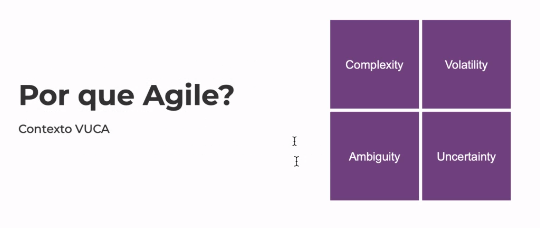 Por que Agile?
Contexto VUCA
Complexity
Volatility
Ambiguity
Uncertainty